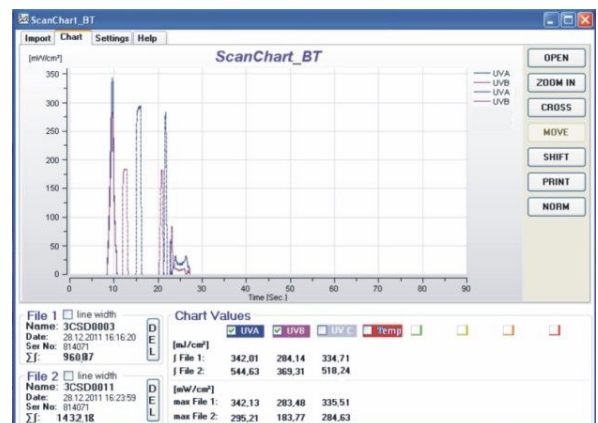 ScanChart_BT
Import Chart Settings Help
[mW/cm²]
ScanChart_BT
350
300
250
200
150
100
50
0
0 10 20 30 40 50 60 70 80 90
Time [Sec.]
UVA
UVB
UVA
UVB
OPEN
ZOOM IN
CROSS
MOVE
SHIFT
PRINT
NORM
File 1 line width
Name: 3CSD0003
Date: 28.12.2011 16:16:20
Ser No: 814071
∑∫: 960,87
DEL
File 2 line width
Name: 3CSD0011
Date: 28.12.2011 16:23:59
Ser No: 814071
∑∫: 1432,18
DEL
Chart Values
UVA UVB UV C Temp
[mJ/cm²]
∫ File 1: 342,01 284,14 334,71
∫ File 2: 544,63 369,31 518,24
[mW/cm²]
max File 1: 342,13 283,48 335,51
max File 2: 295,21 183,77 284,63